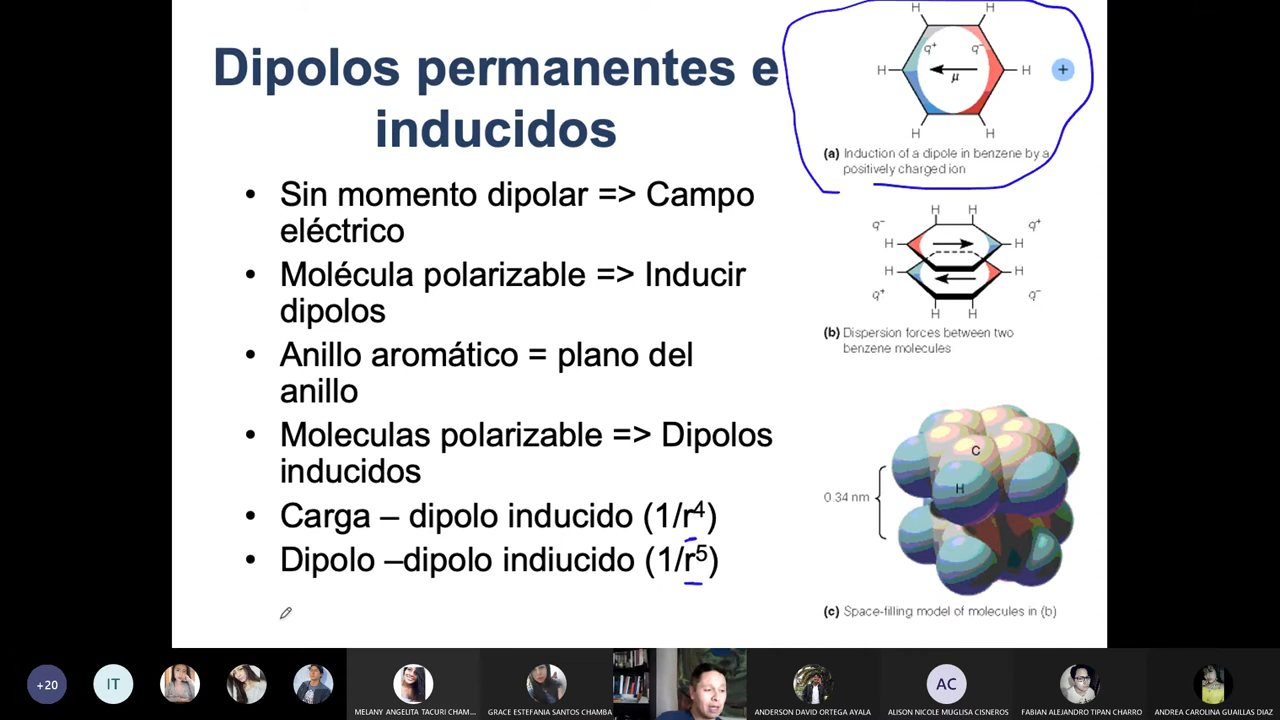 Dipolos permanentes e
inducidos
• Sin momento dipolar => Campo
eléctrico
• Molécula polarizable => Inducir
dipolos
• Anillo aromático = plano del
anillo
• Moleculas polarizable => Dipolos
inducidos
• Carga – dipolo inducido (1/r⁴)
• Dipolo –dipolo indiucido (1/r⁵)
H H
q⁺ q⁻
H H +
μ
H H
(a) Induction of a dipole in benzene by a
positively charged ion
H H
q⁻ q⁺
H H
H H
q⁺ q⁻
H H
(b) Dispersion forces between two
benzene molecules
C
H
0.34 nm
(c) Space-filling model of molecules in (b)
+20
IT
MELANY ANGELITA TACURI CHAM...
GRACE ESTEFANIA SANTOS CHAMBA
ANDERSON DAVID ORTEGA AYALA
AC
ALISON NICOLE MUGLISA CISNEROS
FABIAN ALEJANDRO TIPAN CHARRO
ANDREA CAROLINA GUAILLAS DIAZ